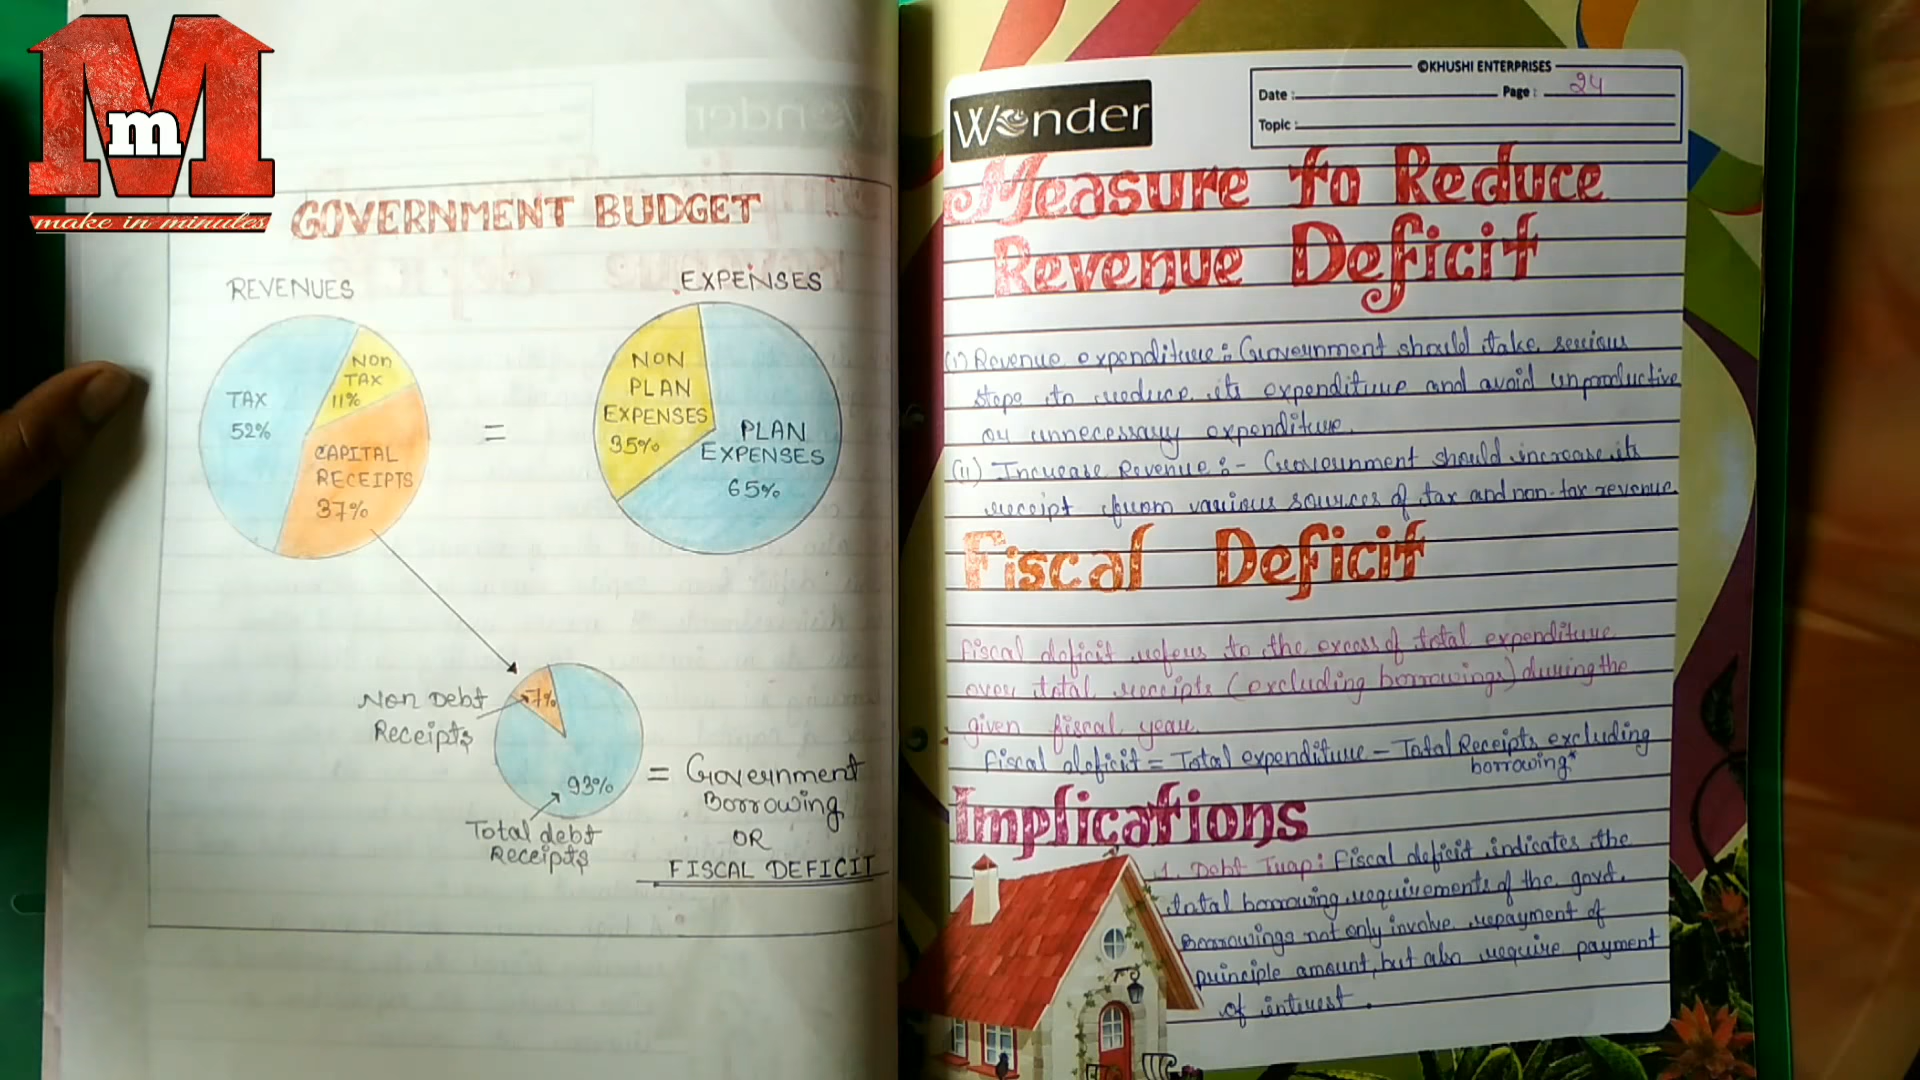 Mm
make in minutes
GOVERNMENT BUDGET
REVENUES
EXPENSES
TAX
52%
NON
TAX
11%
CAPITAL
RECEIPTS
37%
=
NON
PLAN
EXPENSES
35%
PLAN
EXPENSES
65%
Non Debt
Receipts
7%
93%
Total debt
Receipts
= Government
Borrowing
OR
FISCAL DEFICIT
Wonder
©KHUSHI ENTERPRISES
Date :
Page : 24
Topic :
Measure to Reduce
Revenue Deficit
(i) Revenue expenditure :- Government should take serious
steps to reduce its expenditure and avoid unproductive
or unnecessary expenditure.
(ii) Increase Revenue :- Government should increase its
receipt from various sources of tax and non-tax revenue.
Fiscal Deficit
Fiscal deficit refers to the excess of total expenditure
over total receipts (excluding borrowings) during the
given fiscal year.
Fiscal deficit = Total expenditure - Total Receipts excluding
borrowing*
Implications
1. Debt Trap : Fiscal deficit indicates the
total borrowing requirements of the govt.
Borrowings not only involve repayment of
principle amount, but also require payment
of interest.